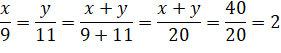 x/9 = y/11 = (x + y)/(9 + 11) = (x + y)/20 = 40/20 = 2